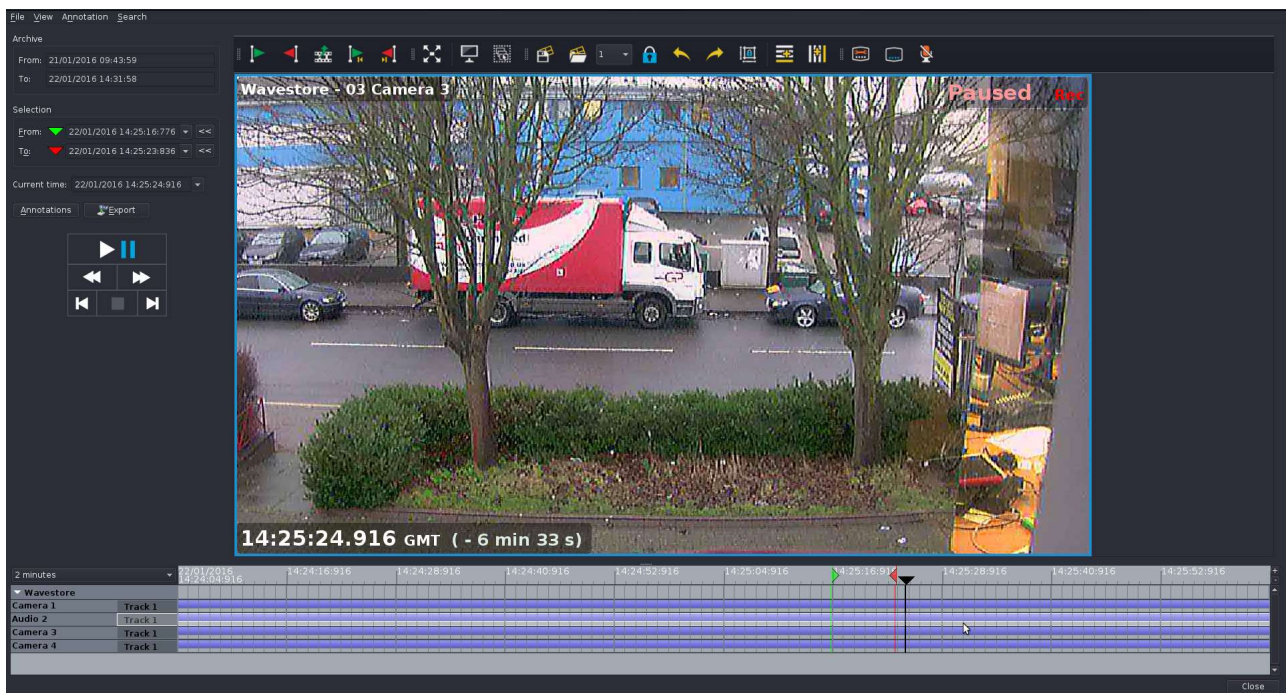 File View Annotation Search
Archive
From: 21/01/2016 09:43:59
To: 22/01/2016 14:31:58
Selection
From: 22/01/2016 14:25:16:776 <<
To: 22/01/2016 14:25:23:836 <<
Current time: 22/01/2016 14:25:24:916
Annotations Export
1
Wavestore - 03 Camera 3 Paused Rec
GP
14:25:24.916 GMT ( - 6 min 33 s)
2 minutes
22/01/2016
14:24:04:916 14:24:16:916 14:24:28:916 14:24:40:916 14:24:52:916 14:25:04:916 14:25:16:916 14:25:28:916 14:25:40:916 14:25:52:916
Wavestore
Camera 1 Track 1
Audio 2 Track 1
Camera 3 Track 1
Camera 4 Track 1
Close